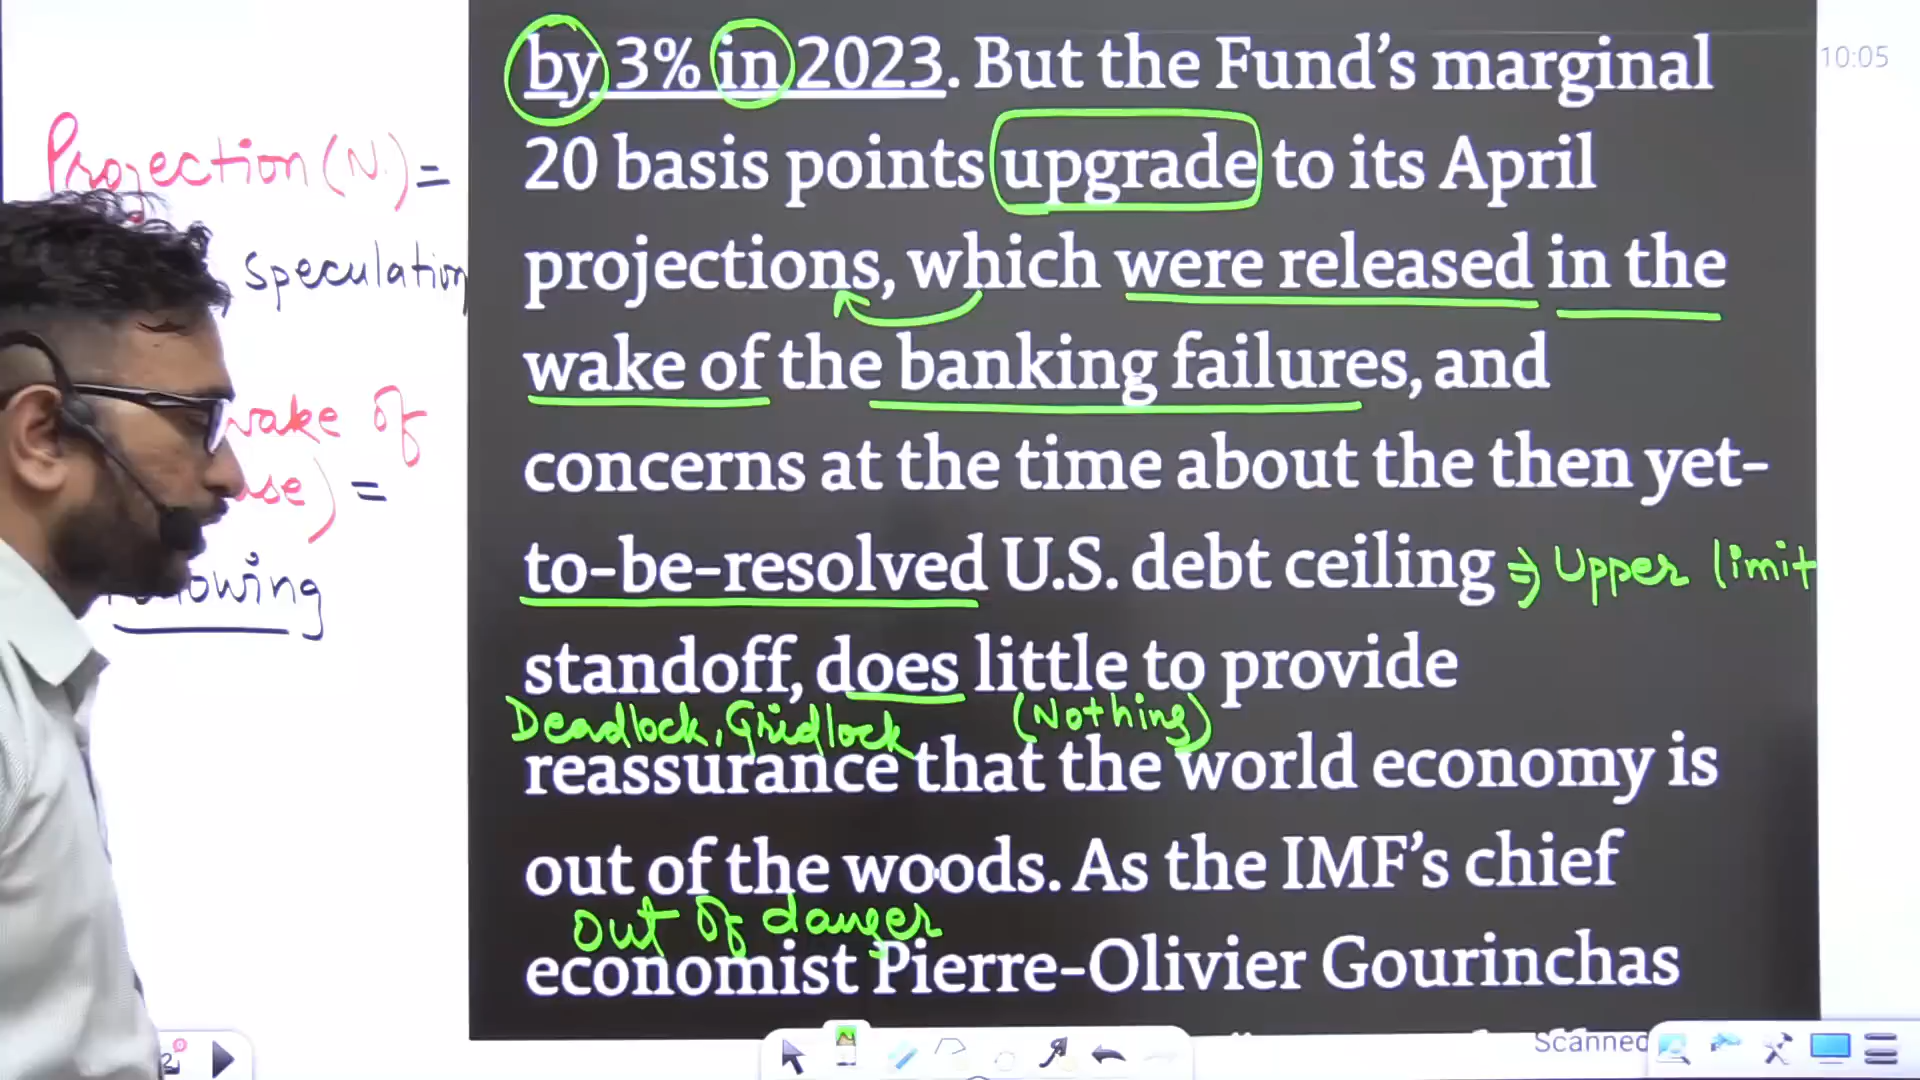 by 3% in 2023. But the Fund’s marginal
10:05
20 basis points upgrade to its April
Projection (N.) =
projections, which were released in the
speculation
wake of the banking failures, and
wake of
concerns at the time about the then yet-
=
to-be-resolved U.S. debt ceiling ⇒ Upper limit
standoff, does little to provide
Deadlock, Gridlock (Nothing)
reassurance that the world economy is
out of the woods. As the IMF’s chief
out of danger
economist Pierre-Olivier Gourinchas
Scanned